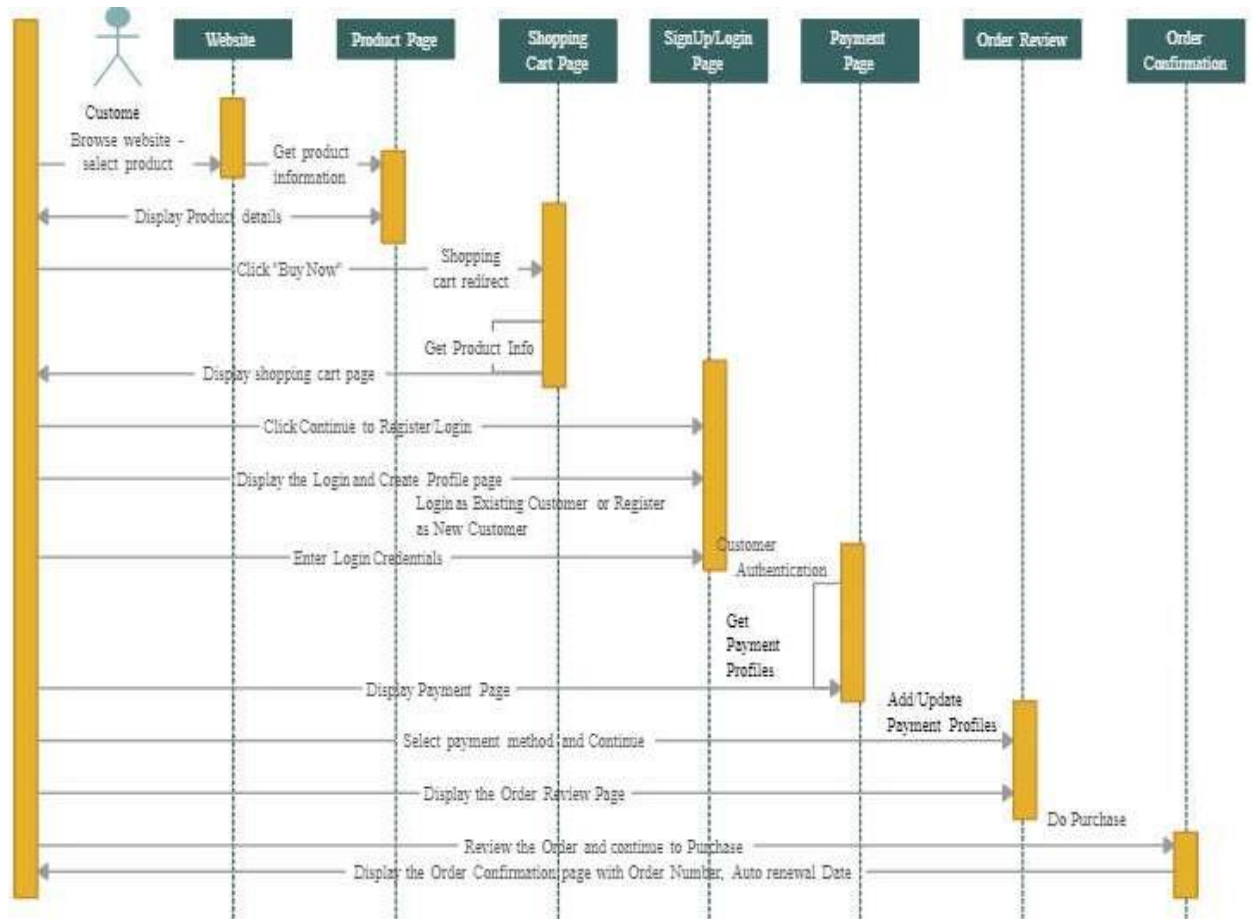 Website
Product Page
Shopping
Cart Page
SignUp/Login
Page
Payment
Page
Order Review
Order
Confirmation
Custome
Browse website -
select product
Get product
information
Display Product details
Click "Buy Now"
Shopping
cart redirect
Get Product Info
Display shopping cart page
Click Continue to Register/Login
Display the Login and Create Profile page
Login as Existing Customer or Register
as New Customer
Enter Login Credentials
Customer
Authentication
Get
Payment
Profiles
Display Payment Page
Add/Update
Payment Profiles
Select payment method and Continue
Display the Order Review Page
Do Purchase
Review the Order and continue to Purchase
Display the Order Confirmation page with Order Number, Auto renewal Date